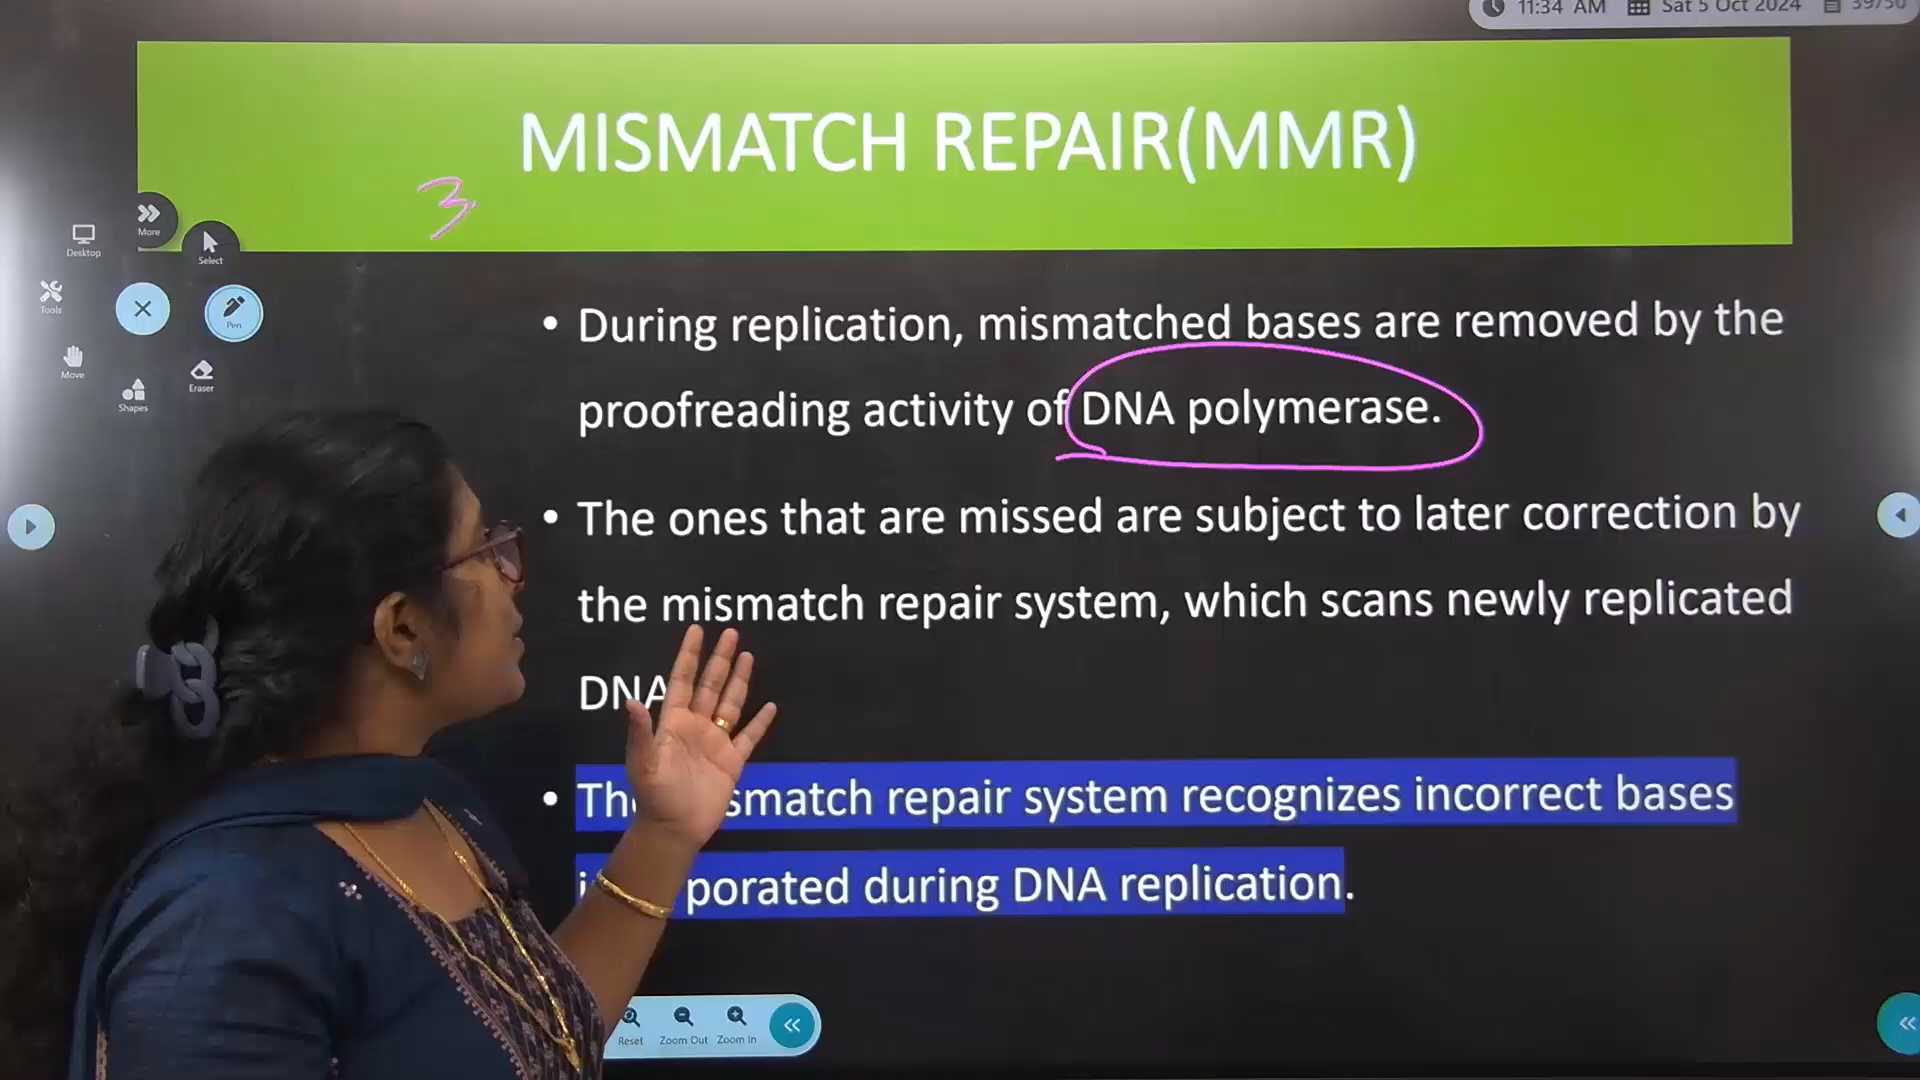 11:34 AM Sat 5 Oct 2024 39/50
MISMATCH REPAIR(MMR)
3
More
Desktop
Select
Tools
Pen
Move
Eraser
Shapes
• During replication, mismatched bases are removed by the
proofreading activity of DNA polymerase.
• The ones that are missed are subject to later correction by
the mismatch repair system, which scans newly replicated
DNA
• smatch repair system recognizes incorrect bases
porated during DNA replication.
Reset Zoom Out Zoom In